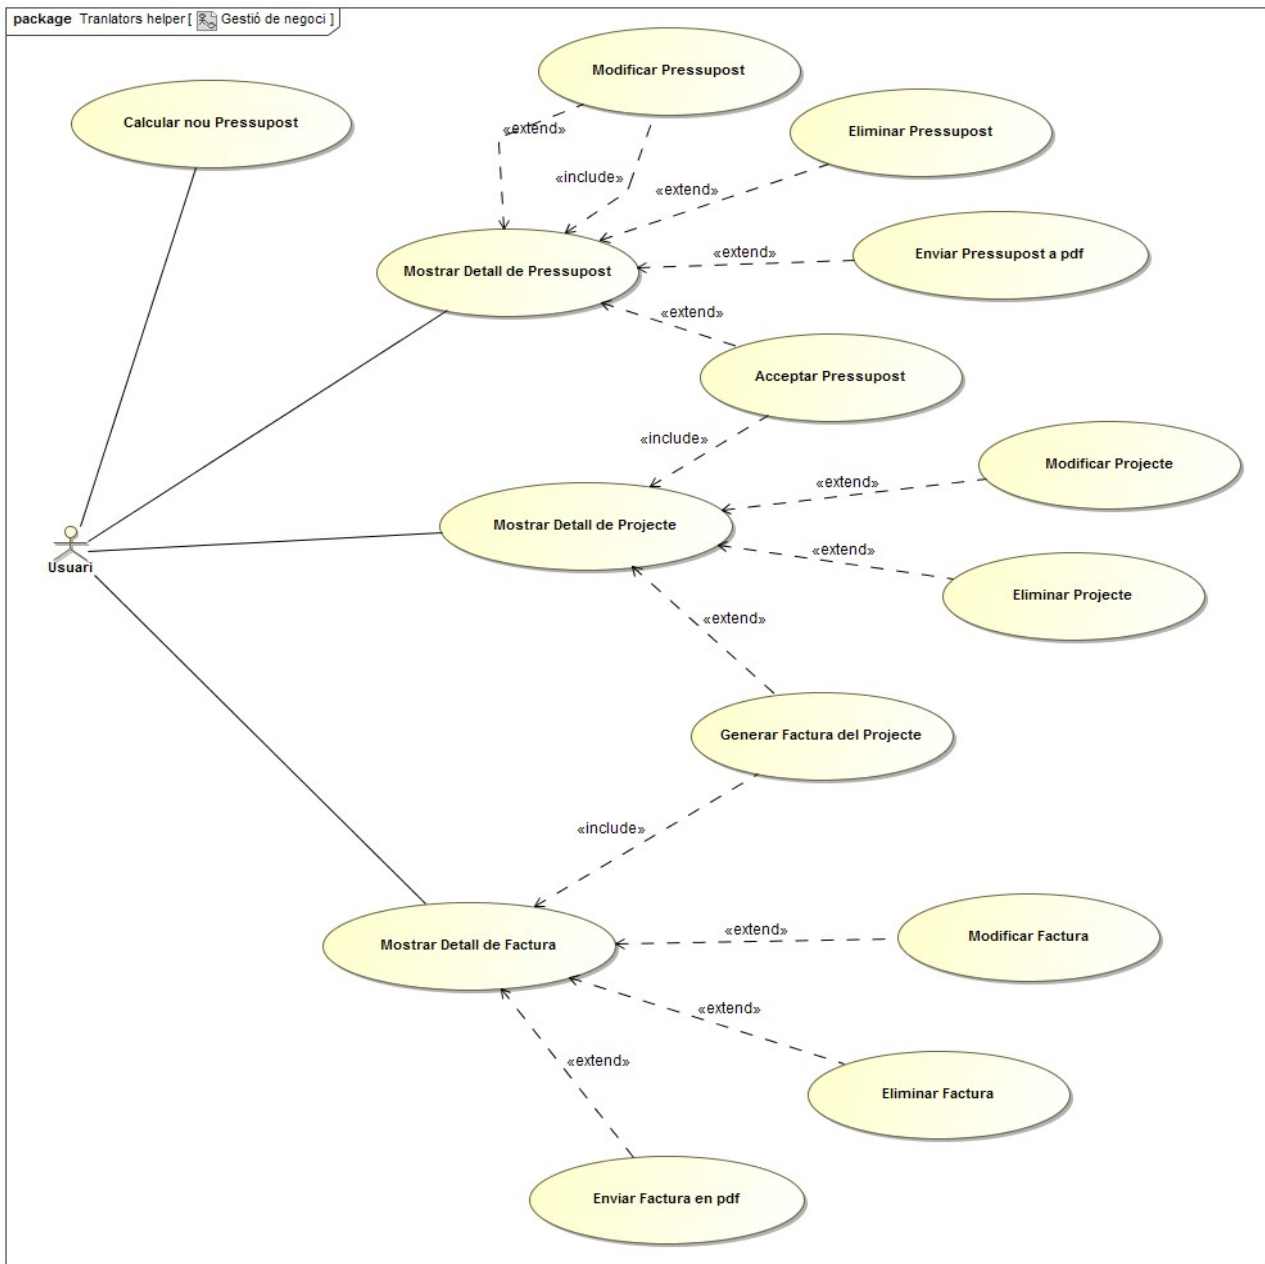 package Tranlators helper [ Gestió de negoci ]
Modificar Pressupost
Calcular nou Pressupost
«extend»
Eliminar Pressupost
«include»
«extend»
Enviar Pressupost a pdf
«extend»
Mostrar Detall de Pressupost
«extend»
Acceptar Pressupost
«include»
Modificar Projecte
«extend»
Mostrar Detall de Projecte
«extend»
Usuari
Eliminar Projecte
«extend»
Generar Factura del Projecte
«include»
«extend»
Modificar Factura
Mostrar Detall de Factura
«extend»
«extend»
Eliminar Factura
Enviar Factura en pdf